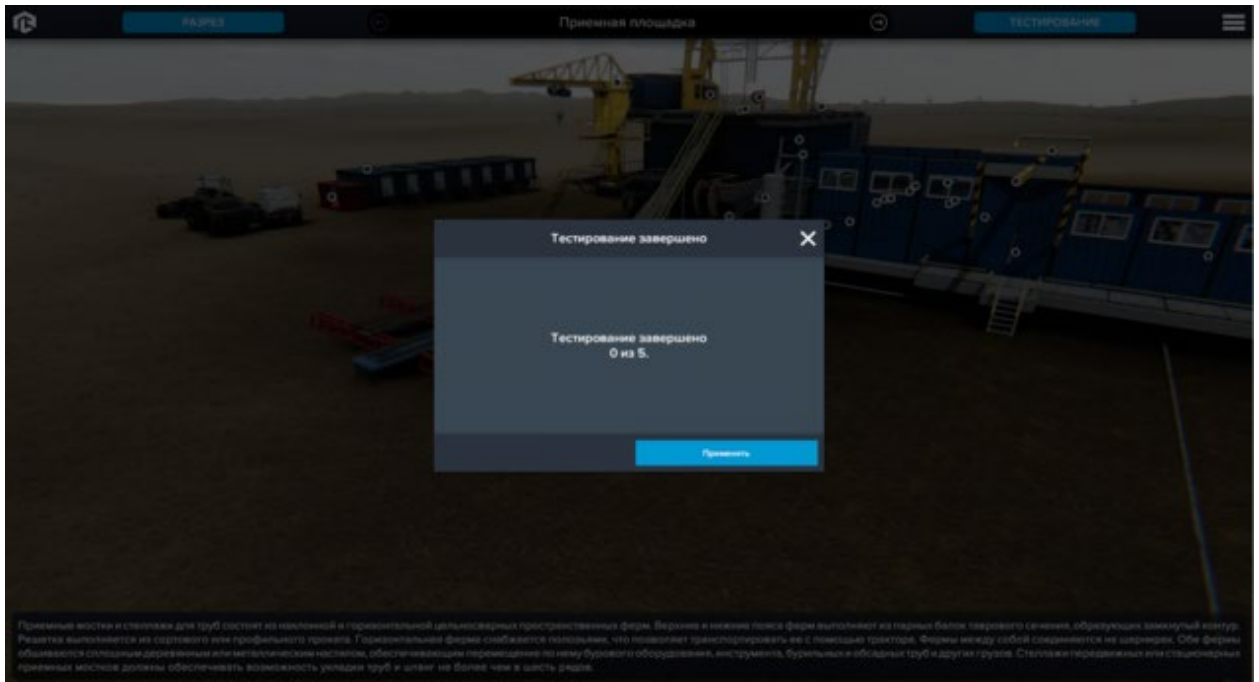 РАЗРЕЗ
Приемная площадка
ТЕСТИРОВАНИЕ
Тестирование завершено
Тестирование завершено
0 из 5.
Применить
Приемные мостки и стеллажи для труб состоят из наклонной и горизонтальной цельносварных пространственных ферм. Верхние и нижние пояса ферм выполняют из парных балок таврового сечения, образующих замкнутый контур.
Решетка выполняется из сортового или профильного проката. Горизонтальная ферма снабжается полозьями, что позволяет транспортировать ее с помощью трактора. Фермы между собой соединяются на шарнирах. Обе фермы
обшиваются сплошным деревянным или металлическим настилом, обеспечивающим перемещение по нему бурового оборудования, инструмента, бурильных и обсадных труб и других грузов. Стеллажи передвижных или стационарных
приемных мостков должны обеспечивать возможность укладки труб и штанг не более чем в шесть рядов.